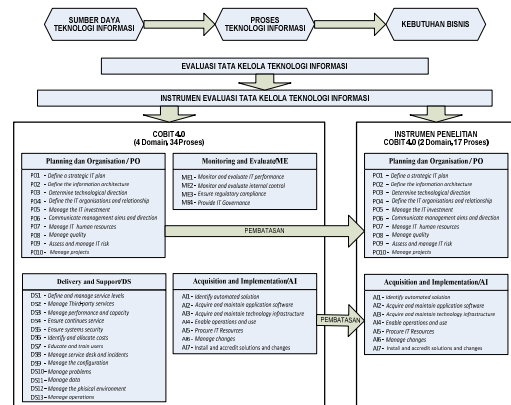 SUMBER DAYA
TEKNOLOGI INFORMASI
PROSES
TEKNOLOGI INFORMASI
KEBUTUHAN BISNIS
EVALUASI TATA KELOLA TEKNOLOGI INFORMASI
INSTRUMEN EVALUASI TATA KELOLA TEKNOLOGI INFORMASI
COBIT 4.0
(4 Domain, 34 Proses)
Planning dan Organisation/PO
PO1 - Define a strategic IT plan
PO2 - Define the information architecture
PO3 - Determine technological direction
PO4 - Define the IT organisations and relationship
PO5 - Manage the IT investment
PO6 - Communicate management aims and direction
PO7 - Manage IT human resources
PO8 - Manage quality
PO9 - Assess and manage IT risk
PO10 - Manage projects
Monitoring and Evaluate/ME
ME1 - Monitor and evaluate IT performance
ME2 - Monitor and evaluate internal control
ME3 - Ensure regulatory compliance
ME4 - Provide IT Governance
PEMBATASAN
Delivery and Support/DS
DS1 - Define and manage service levels
DS2 - Manage Third-party services
DS3 - Manage performance and capacity
DS4 - Ensure continues service
DS5 - Ensure systems security
DS6 - Identify and allocate costs
DS7 - Educate and train users
DS8 - Manage service desk and incidents
DS9 - Manage the configuration
DS10 - Manage problems
DS11 - Manage data
DS12 - Manage the phisical environment
DS13 - Manage operations
Acquisition and Implementation/AI
AI1 - Identify automated solution
AI2 - Acquire and maintain application software
AI3 - Acquire and maintain technology infrastructure
AI4 - Enable operations and use
AI5 - Procure IT Resources
AI6 - Manage changes
AI7 - Install and accredit solutions and changes
PEMBATASAN
INSTRUMEN PENELITIAN
COBIT 4.0 (2 Domain, 17 Proses)
Planning dan Organisation/PO
PO1 - Define a strategic IT plan
PO2 - Define the information architecture
PO3 - Determine technological direction
PO4 - Define the IT organisations and relationship
PO5 - Manage the IT investment
PO6 - Communicate management aims and direction
PO7 - Manage IT human resources
PO8 - Manage quality
PO9 - Assess and manage IT risk
PO10 - Manage projects
Acquisition and Implementation/AI
AI1 - Identify automated solution
AI2 - Acquire and maintain application software
AI3 - Acquire and maintain technology infrastructure
AI4 - Enable operations and use
AI5 - Procure IT Resources
AI6 - Manage changes
AI7 - Install and accredit solutions and changes